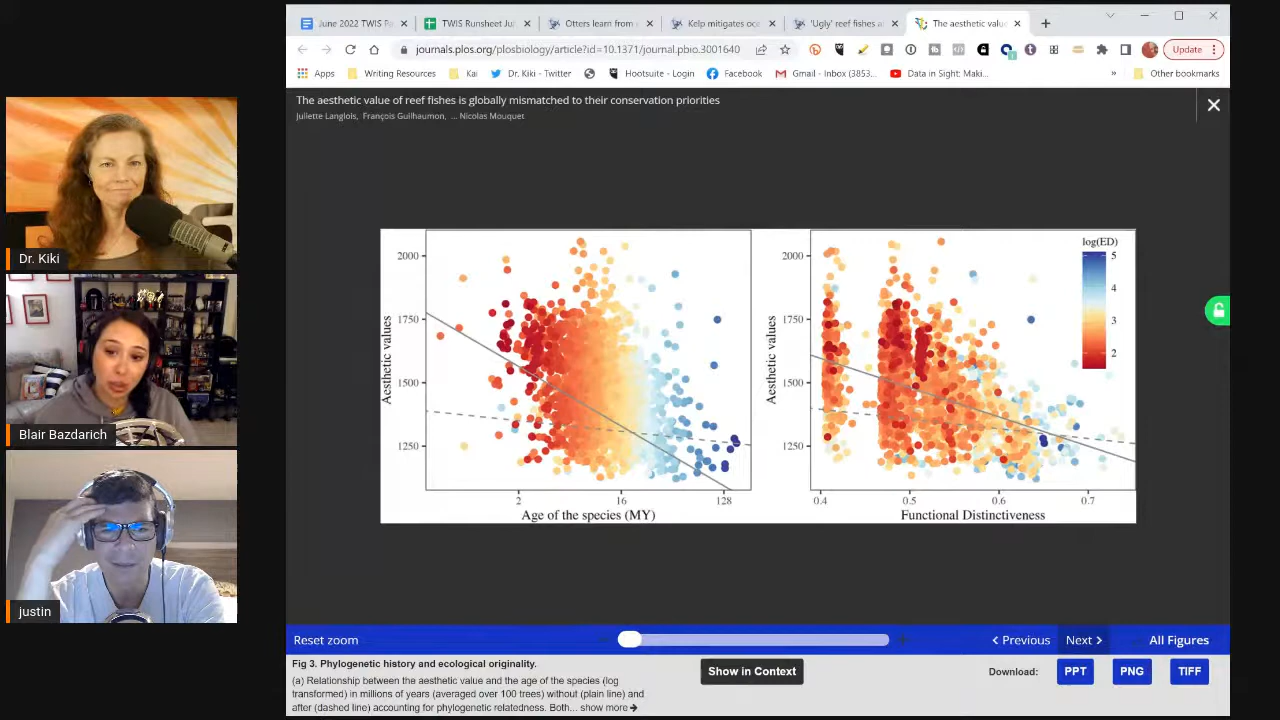 June 2022 TWIS R
TWIS Runsheet Ju
Otters learn from
Kelp mitigates oce
'Ugly' reef fishes a
The aesthetic value
journals.plos.org/plosbiology/article?id=10.1371/journal.pbio.3001640
Update
Apps
Writing Resources
Kai
Dr. Kiki - Twitter
Hootsuite - Login
Facebook
Gmail - Inbox (3853...
Data in Sight: Maki...
»
Other bookmarks
The aesthetic value of reef fishes is globally mismatched to their conservation priorities
Juliette Langlois, François Guilhaumon, ... Nicolas Mouquet
Dr. Kiki
Blair Bazdarich
justin
Aesthetic values
2000
1750
1500
1250
2
16
128
Age of the species (MY)
Aesthetic values
2000
1750
1500
1250
0.4
0.5
0.6
0.7
Functional Distinctiveness
log(ED)
5
4
3
2
Reset zoom
Previous
Next
All Figures
Fig 3. Phylogenetic history and ecological originality.
(a) Relationship between the aesthetic value and the age of the species (log
transformed) in millions of years (averaged over 100 trees) without (plain line) and
after (dashed line) accounting for phylogenetic relatedness. Both... show more
Show in Context
Download:
PPT
PNG
TIFF